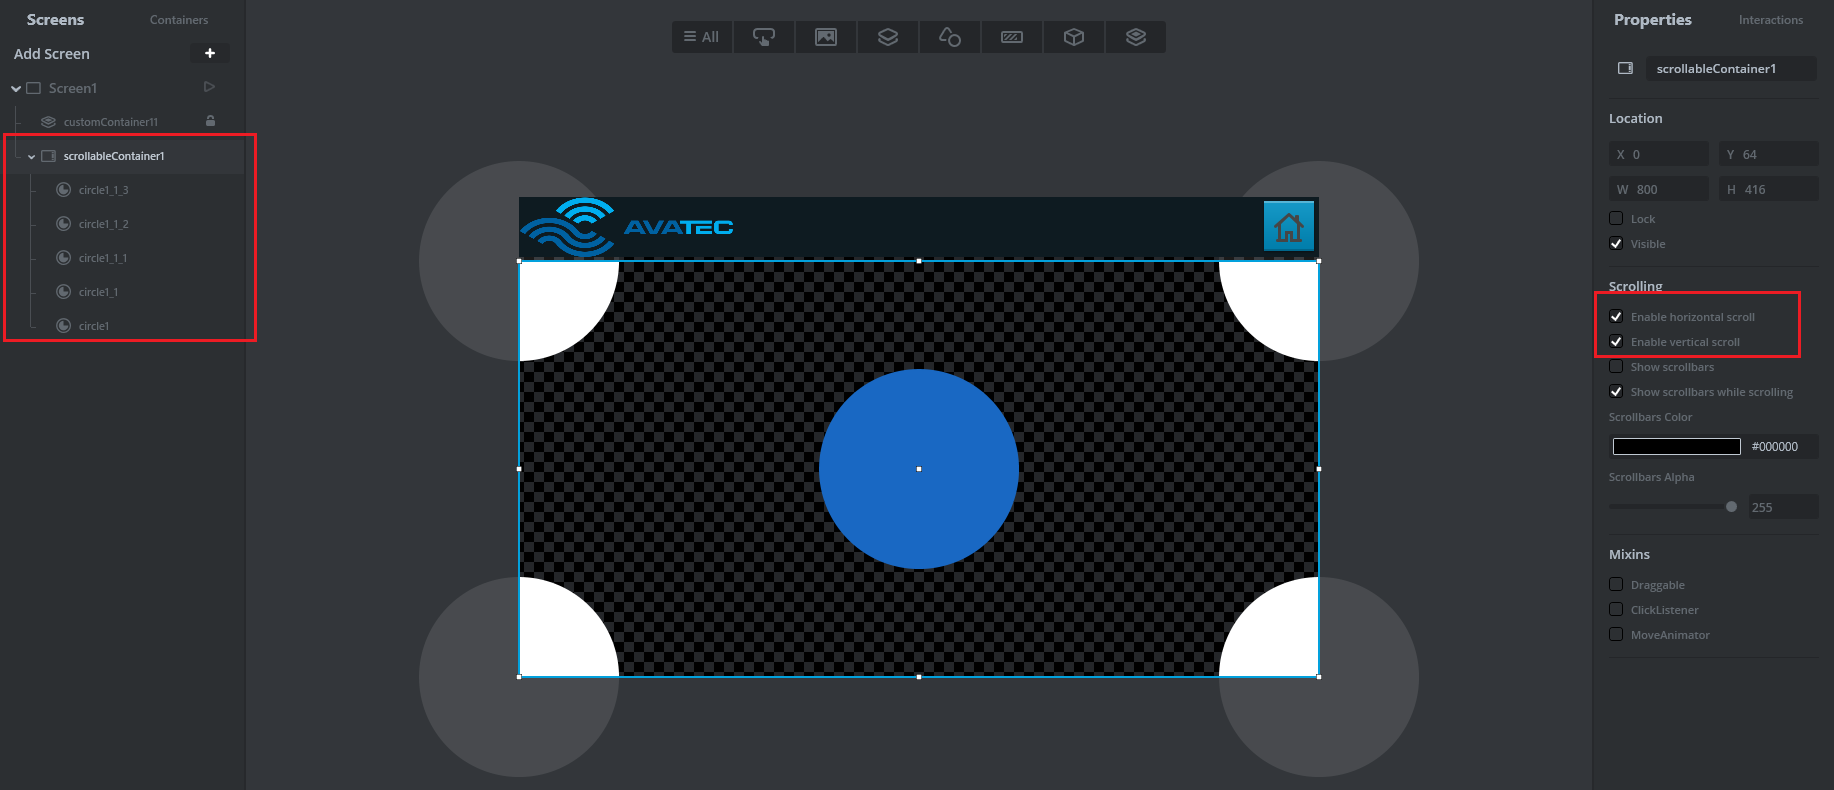 Screens
Containers
Add Screen
Screen1
customContainer11
scrollableContainer1
circle1_1_3
circle1_1_2
circle1_1_1
circle1_1
circle1
All
AVATEC
Properties
Interactions
scrollableContainer1
Location
X 0
Y 64
W 800
H 416
Lock
Visible
Scrolling
Enable horizontal scroll
Enable vertical scroll
Show scrollbars
Show scrollbars while scrolling
Scrollbars Color
#000000
Scrollbars Alpha
255
Mixins
Draggable
ClickListener
MoveAnimator